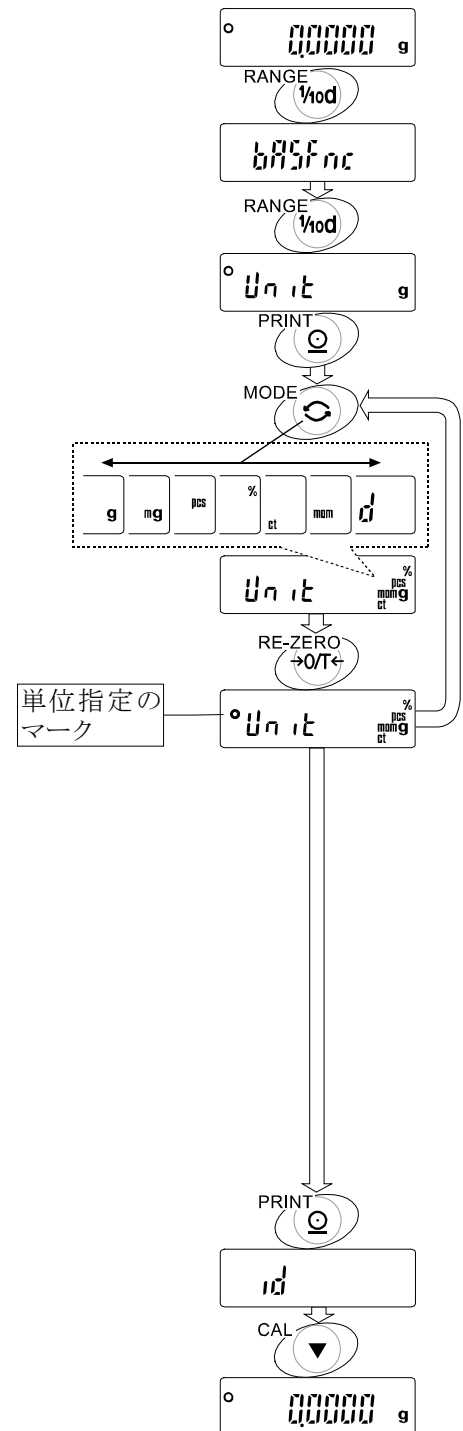 0.0000 g
RANGE
1/10d
bASFnc
RANGE
1/10d
Unit g
PRINT
MODE
g mg pcs % ct mom d
Unit % pcs mom g ct
RE-ZERO
→0/T←
単位指定の
マーク
Unit % pcs mom g ct
PRINT
id
CAL
0.0000 g